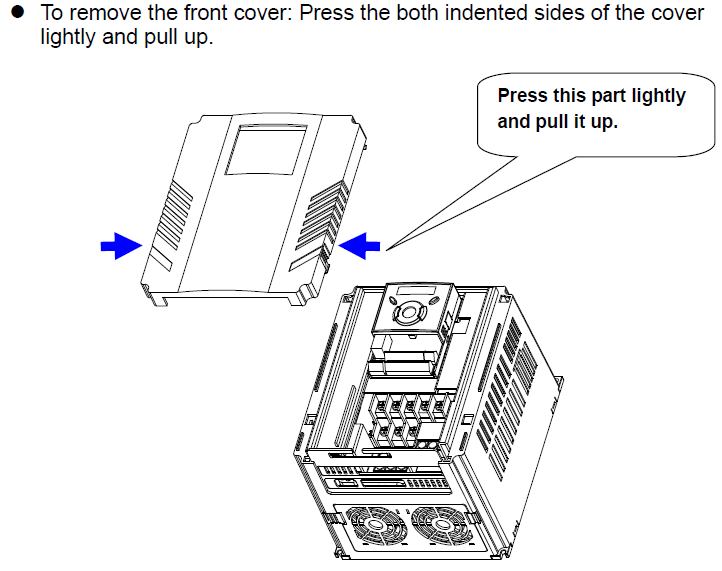 ● To remove the front cover: Press the both indented sides of the cover
lightly and pull up.
Press this part lightly
and pull it up.